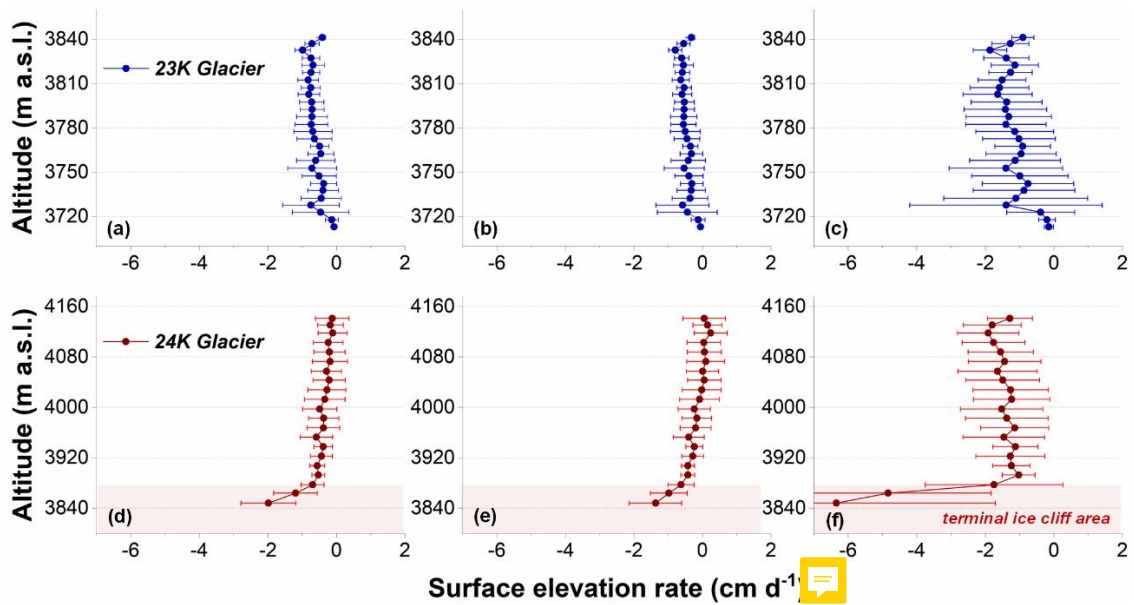 Altitude (m a.s.l.)
3840
3810
3780
3750
3720
23K Glacier
(a)
-6 -4 -2 0 2
3840
3810
3780
3750
3720
(b)
-6 -4 -2 0 2
3840
3810
3780
3750
3720
(c)
-6 -4 -2 0 2
Altitude (m a.s.l.)
4160
4080
4000
3920
3840
24K Glacier
(d)
-6 -4 -2 0 2
4160
4080
4000
3920
3840
(e)
-6 -4 -2 0 2
4160
4080
4000
3920
3840
terminal ice cliff area
(f)
-6 -4 -2 0 2
Surface elevation rate (cm d⁻¹)